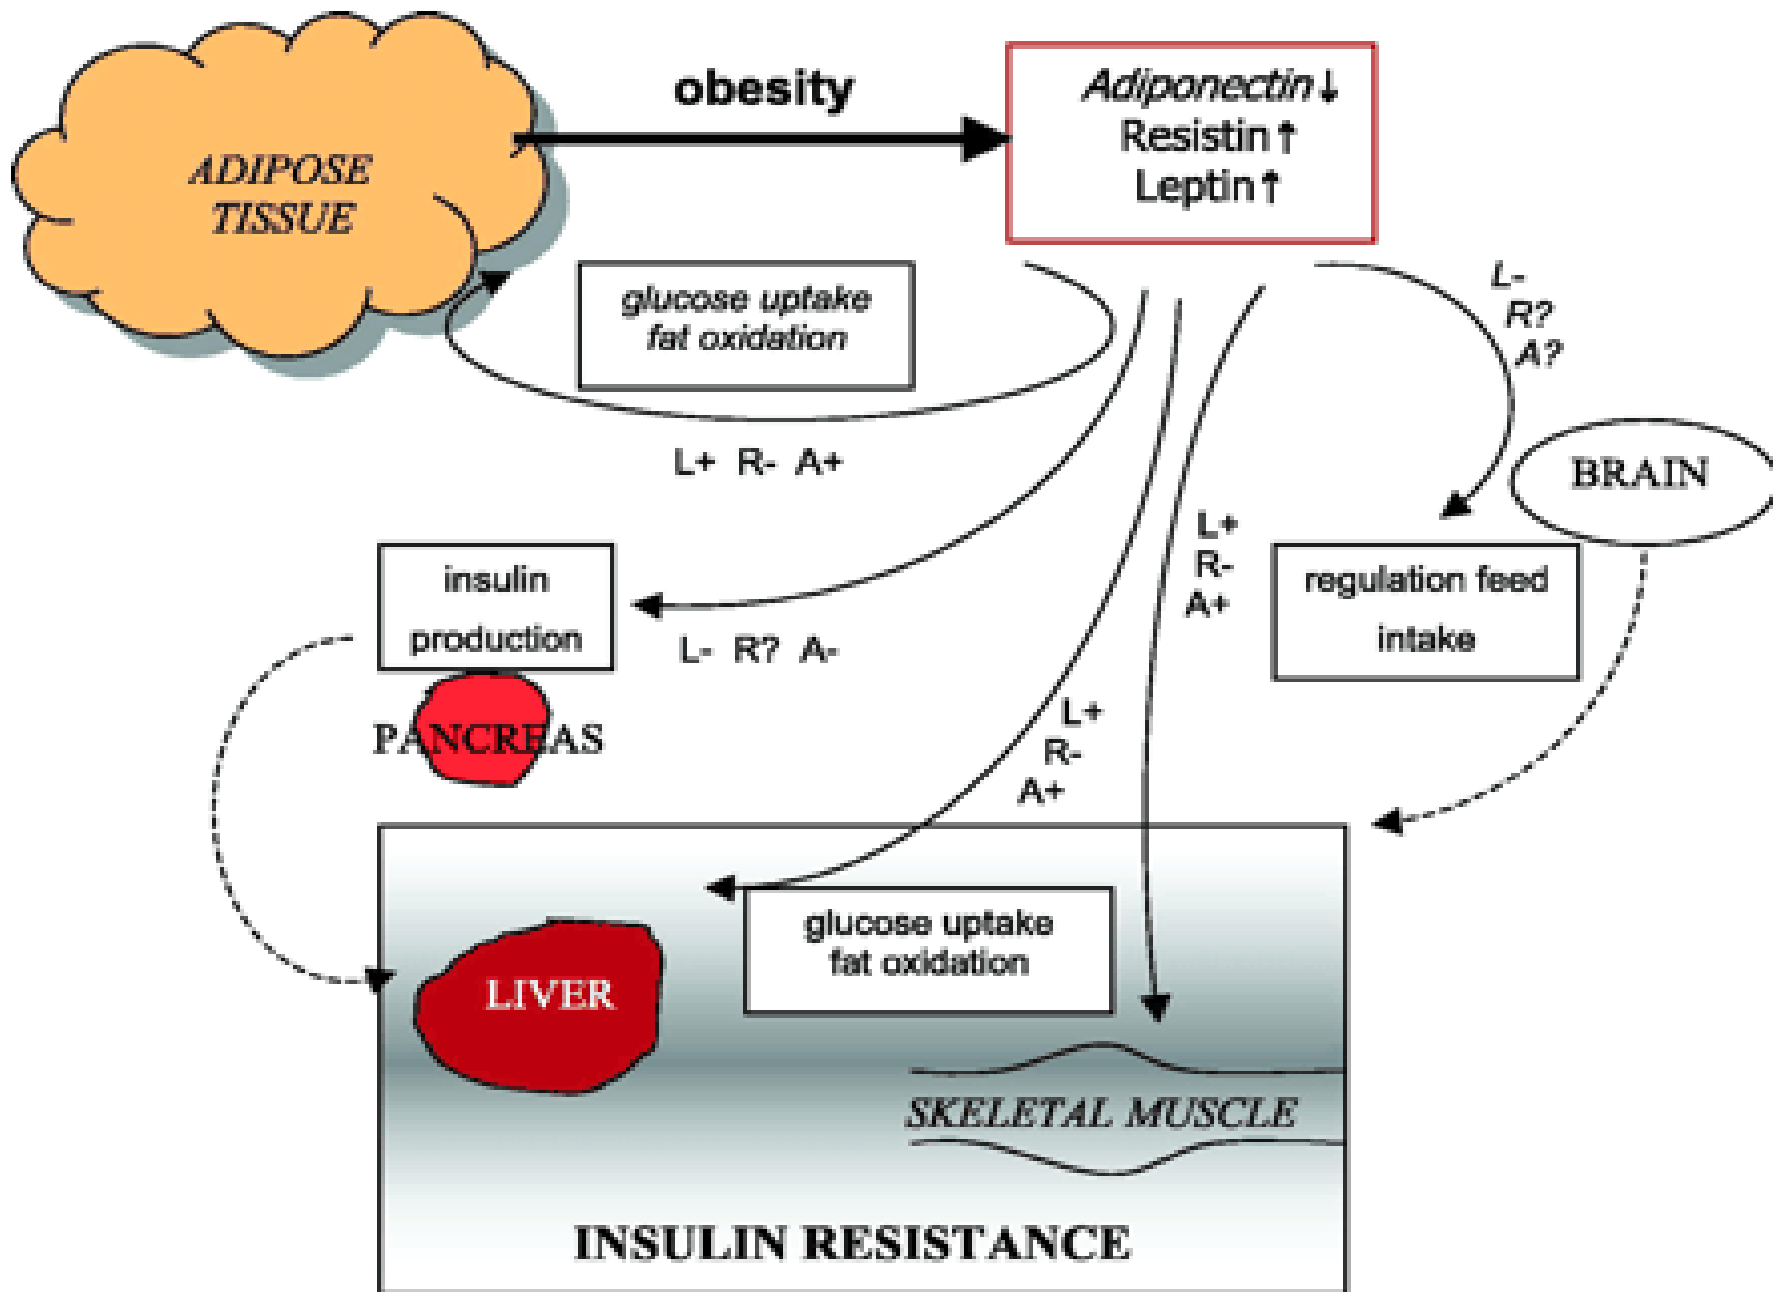 obesity
Adiponectin↓
Resistin↑
Leptin↑
ADIPOSE
TISSUE
glucose uptake
fat oxidation
L-
R?
A?
L+ R- A+
BRAIN
L+
R-
A+
insulin
production
regulation feed
intake
L- R? A-
PANCREAS
L+
R-
A+
glucose uptake
fat oxidation
LIVER
SKELETAL MUSCLE
INSULIN RESISTANCE